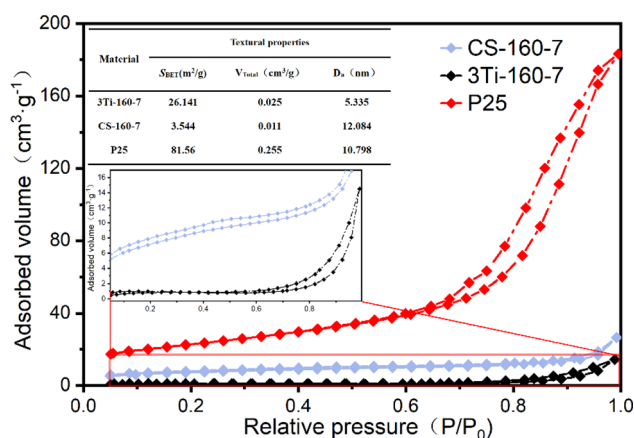 Adsorbed volume（cm³·g⁻¹）
200
160
120
80
40
0
0.0 0.2 0.4 0.6 0.8 1.0
Relative pressure（P/P₀)
CS-160-7
3Ti-160-7
P25
Material Textural properties
S_BET(m²/g) V_Total（cm³/g） Dₐ（nm）
3Ti-160-7 26.141 0.025 5.335
CS-160-7 3.544 0.011 12.084
P25 81.56 0.255 10.798
Adsorbed volume（cm³·g⁻¹）
16
14
12
10
8
6
4
2
0
0.2 0.4 0.6 0.8